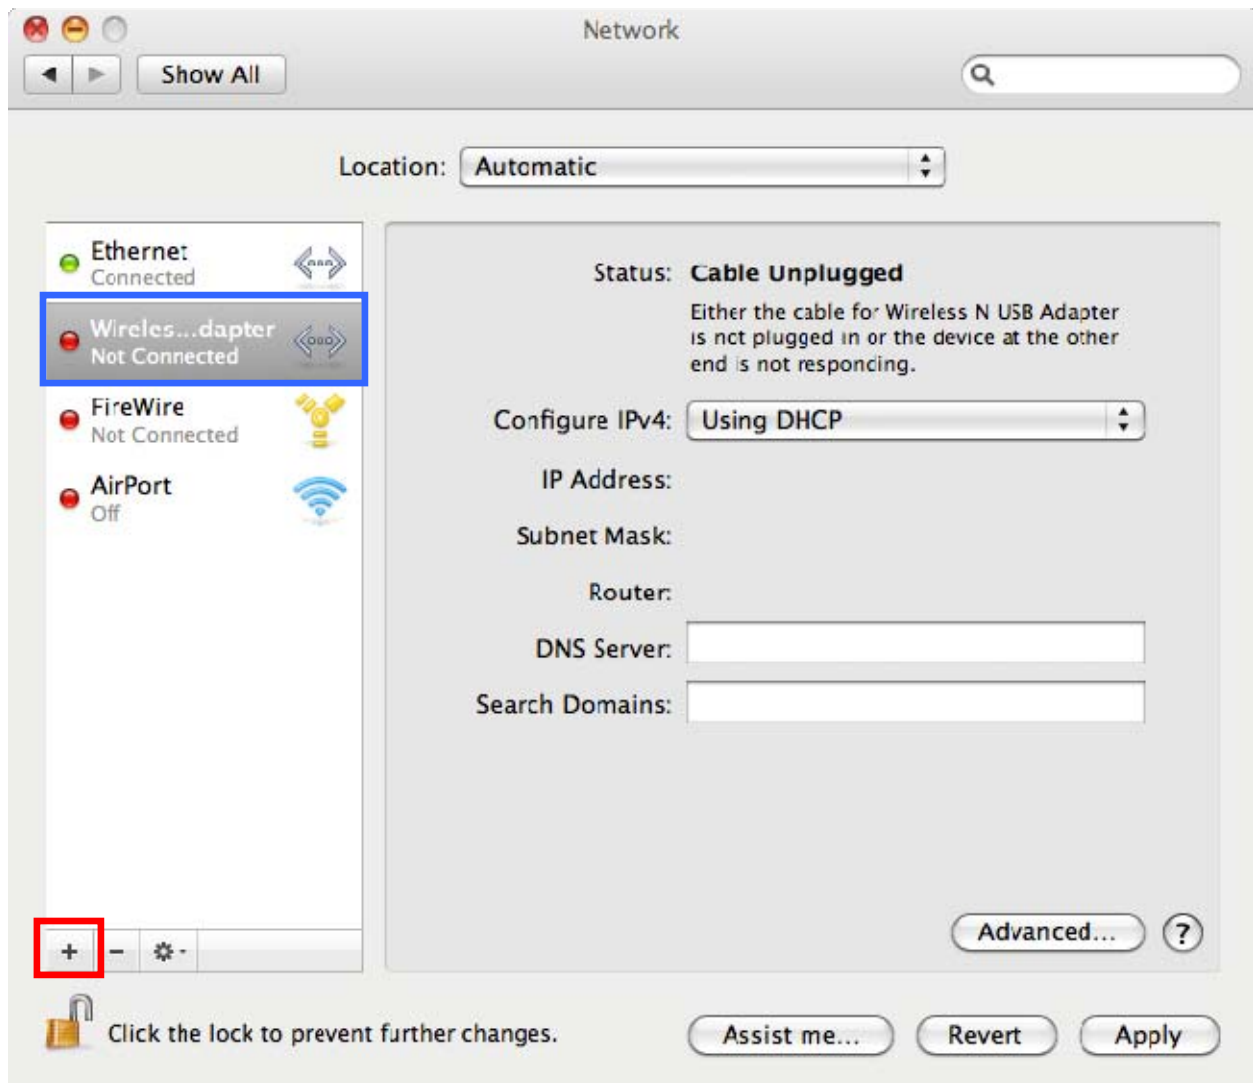 Network
Show All
Location: Automatic
Ethernet
Connected
Wireles...dapter
Not Connected
FireWire
Not Connected
AirPort
Off
Status: Cable Unplugged
Either the cable for Wireless N USB Adapter
is not plugged in or the device at the other
end is not responding.
Configure IPv4: Using DHCP
IP Address:
Subnet Mask:
Router:
DNS Server:
Search Domains:
Advanced... ?
+ −
Click the lock to prevent further changes.
Assist me... Revert Apply